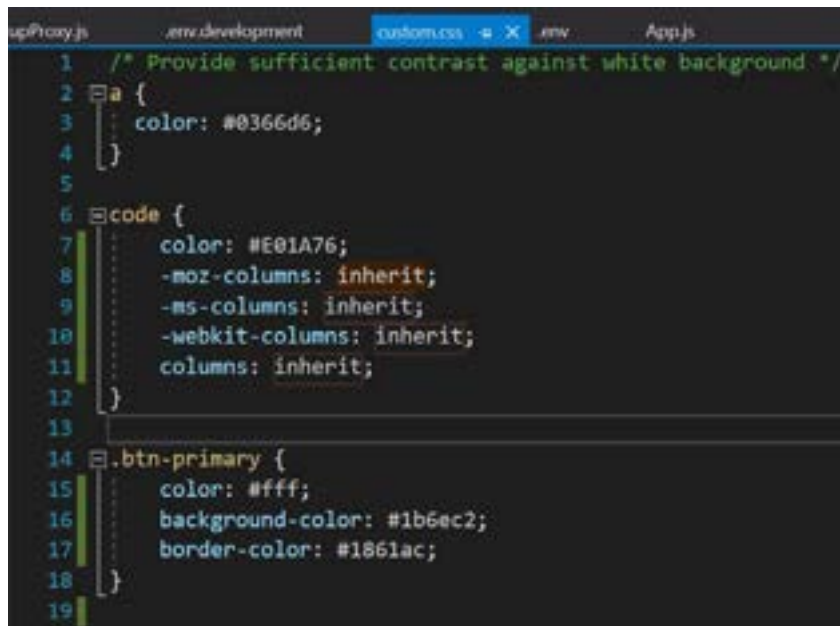 upProxy.js .env.development custom.css .env App.js
1 /* Provide sufficient contrast against white background */
2 a {
3 color: #0366d6;
4 }
5
6 code {
7 color: #E01A76;
8 -moz-columns: inherit;
9 -ms-columns: inherit;
10 -webkit-columns: inherit;
11 columns: inherit;
12 }
13
14 .btn-primary {
15 color: #fff;
16 background-color: #1b6ec2;
17 border-color: #1861ac;
18 }
19